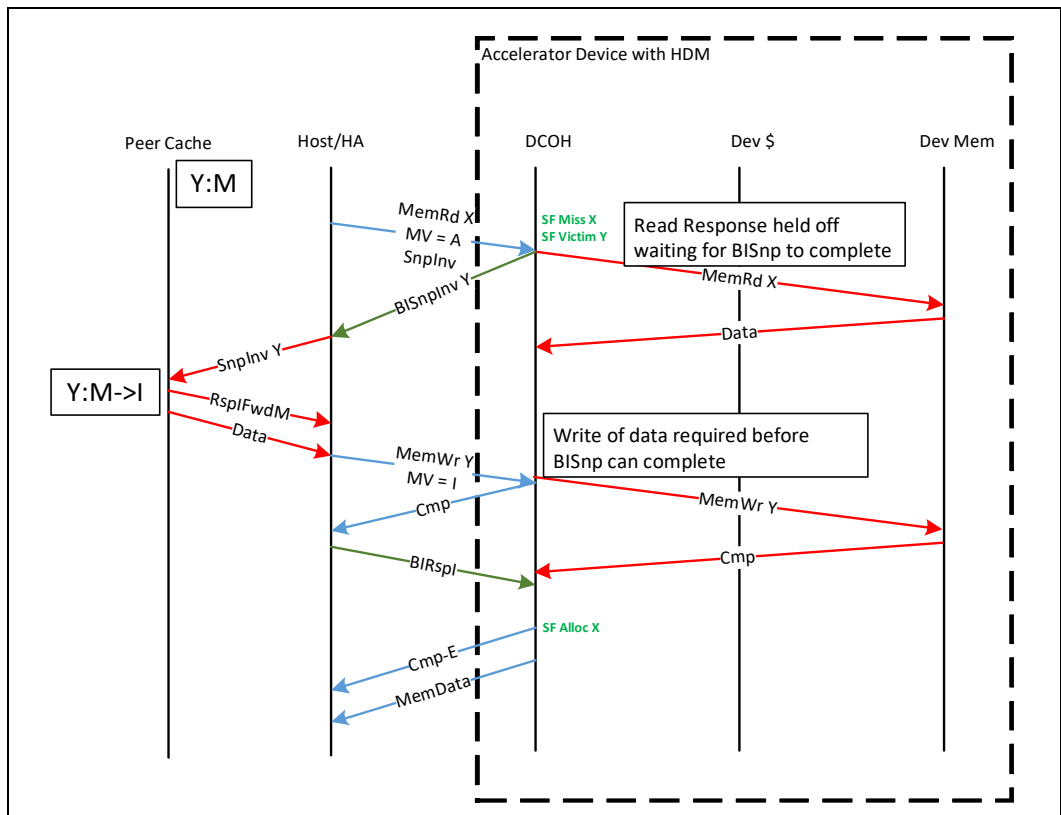 Accelerator Device with HDM
Peer Cache
Host/HA
DCOH
Dev $
Dev Mem
Y:M
MemRd X
MV = A
SnpInv
SF Miss X
SF Victim Y
Read Response held off
waiting for BISnp to complete
BISnpInv Y
MemRd X
Data
SnpInv Y
Y:M->I
RspIFwdM
Data
Write of data required before
BISnp can complete
MemWr Y
MV = I
Cmp
MemWr Y
BIRspI
Cmp
SF Alloc X
Cmp-E
MemData